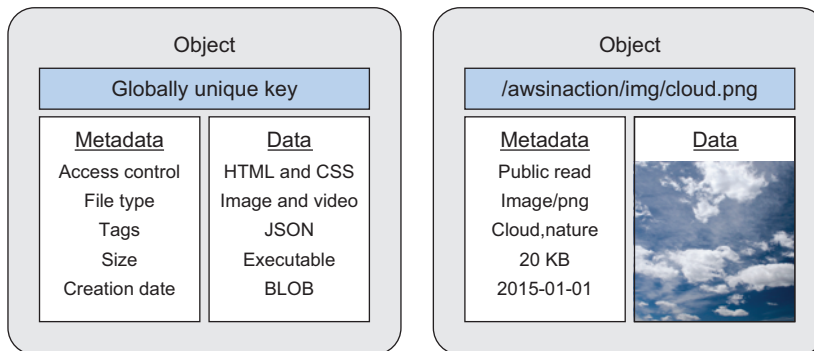 Object
Globally unique key
Metadata
Access control
File type
Tags
Size
Creation date
Data
HTML and CSS
Image and video
JSON
Executable
BLOB
Object
/awsinaction/img/cloud.png
Metadata
Public read
Image/png
Cloud,nature
20 KB
2015-01-01
Data